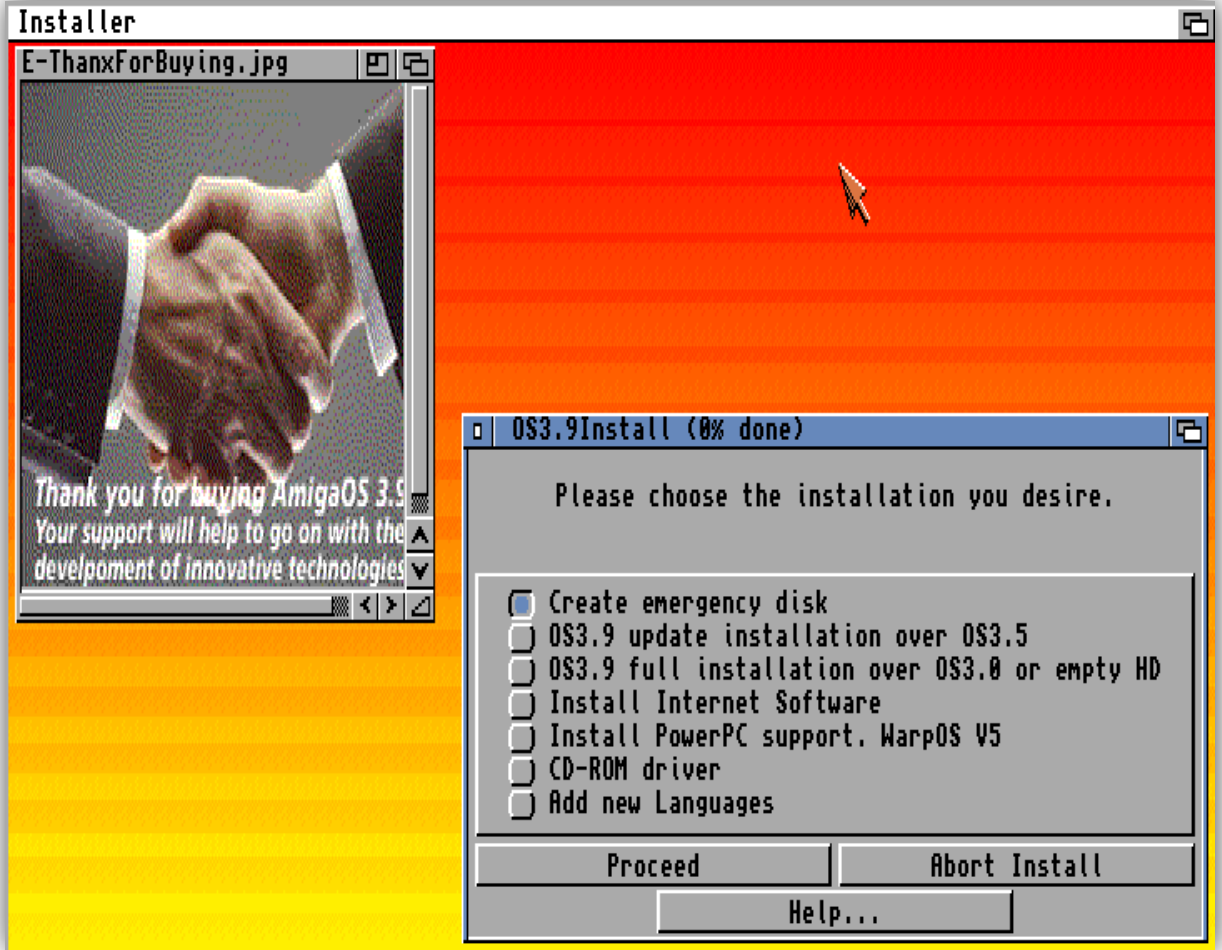 Installer
E-ThanxForBuying.jpg
Thank you for buying AmigaOS 3.9
Your support will help to go on with the
develpoment of innovative technologies
OS3.9Install (0% done)
Please choose the installation you desire.
Create emergency disk
OS3.9 update installation over OS3.5
OS3.9 full installation over OS3.0 or empty HD
Install Internet Software
Install PowerPC support. WarpOS V5
CD-ROM driver
Add new Languages
Proceed
Abort Install
Help...